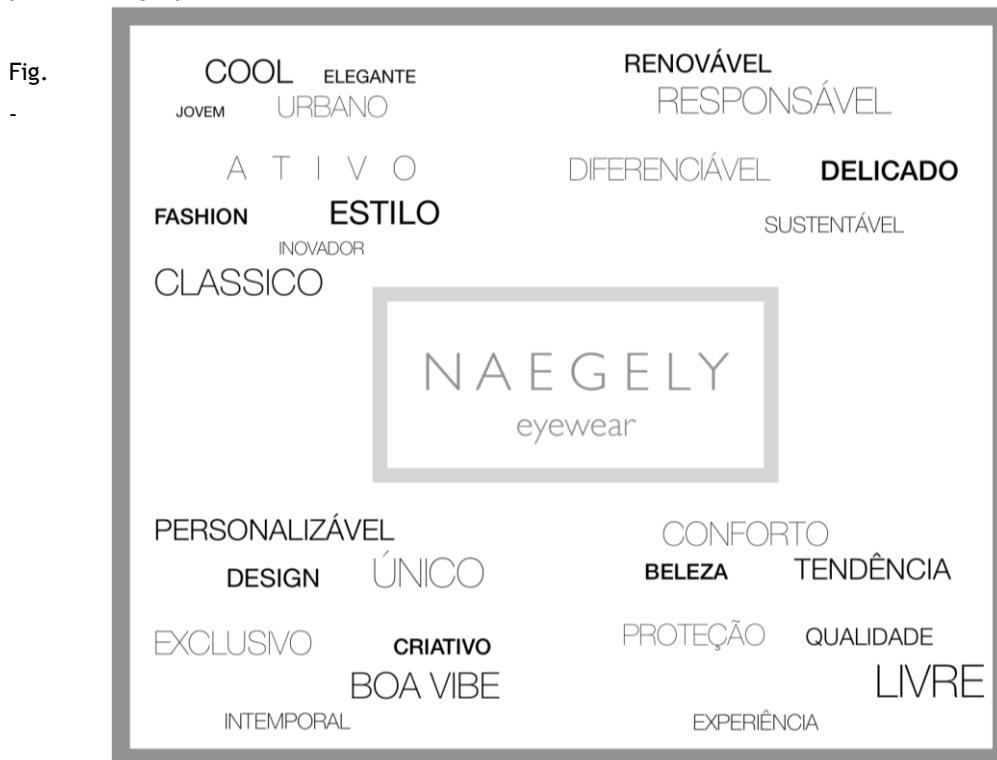 Fig.
-
COOL ELEGANTE
JOVEM URBANO
ATIVO
FASHION ESTILO
INOVADOR
CLASSICO
RENOVÁVEL
RESPONSÁVEL
DIFERENCIÁVEL DELICADO
SUSTENTÁVEL
NAEGELY
eyewear
PERSONALIZÁVEL
DESIGN ÚNICO
EXCLUSIVO CRIATIVO
BOA VIBE
INTEMPORAL
CONFORTO
BELEZA TENDÊNCIA
PROTEÇÃO QUALIDADE
LIVRE
EXPERIÊNCIA